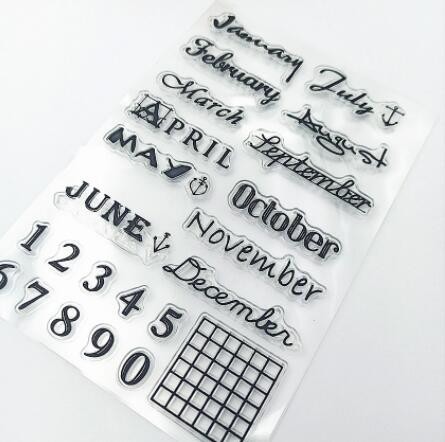 January
February
March
APRIL
MAY
JUNE
July
August
September
October
November
December
1 2 3 4 5
6 7 8 9 0